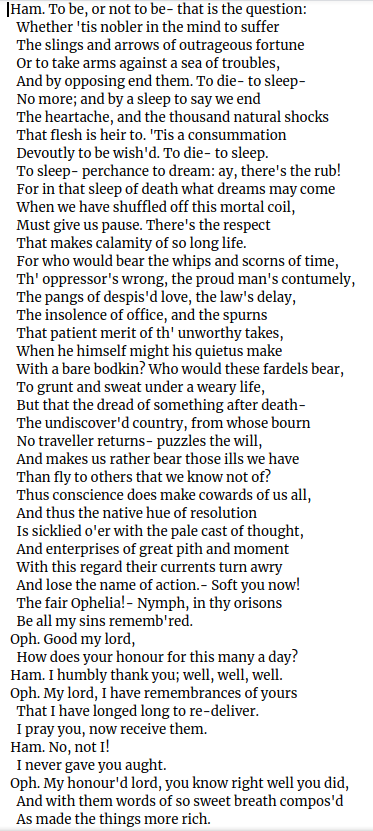 Ham. To be, or not to be- that is the question:
Whether 'tis nobler in the mind to suffer
The slings and arrows of outrageous fortune
Or to take arms against a sea of troubles,
And by opposing end them. To die- to sleep-
No more; and by a sleep to say we end
The heartache, and the thousand natural shocks
That flesh is heir to. 'Tis a consummation
Devoutly to be wish'd. To die- to sleep.
To sleep- perchance to dream: ay, there's the rub!
For in that sleep of death what dreams may come
When we have shuffled off this mortal coil,
Must give us pause. There's the respect
That makes calamity of so long life.
For who would bear the whips and scorns of time,
Th' oppressor's wrong, the proud man's contumely,
The pangs of despis'd love, the law's delay,
The insolence of office, and the spurns
That patient merit of th' unworthy takes,
When he himself might his quietus make
With a bare bodkin? Who would these fardels bear,
To grunt and sweat under a weary life,
But that the dread of something after death-
The undiscover'd country, from whose bourn
No traveller returns- puzzles the will,
And makes us rather bear those ills we have
Than fly to others that we know not of?
Thus conscience does make cowards of us all,
And thus the native hue of resolution
Is sicklied o'er with the pale cast of thought,
And enterprises of great pith and moment
With this regard their currents turn awry
And lose the name of action.- Soft you now!
The fair Ophelia!- Nymph, in thy orisons
Be all my sins rememb'red.
Oph. Good my lord,
How does your honour for this many a day?
Ham. I humbly thank you; well, well, well.
Oph. My lord, I have remembrances of yours
That I have longed long to re-deliver.
I pray you, now receive them.
Ham. No, not I!
I never gave you aught.
Oph. My honour'd lord, you know right well you did,
And with them words of so sweet breath compos'd
As made the things more rich.